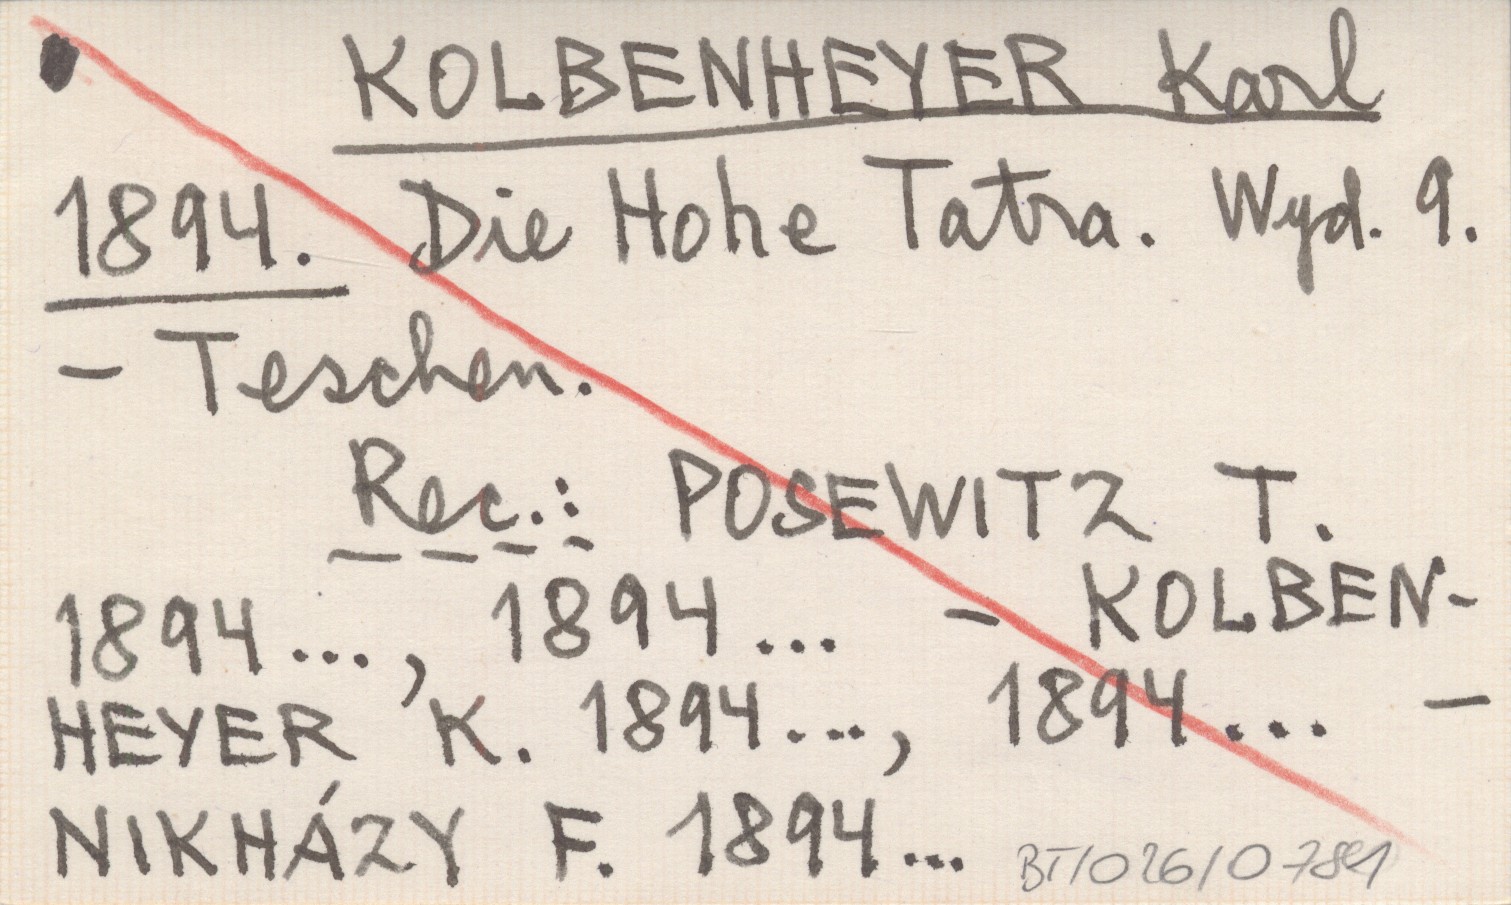 KOLBENHEYER Karl
1894. Die Hohe Tatra. Wyd. 9.
- Teschen.
Rec.: POSEWITZ T.
1894..., 1894... - KOLBEN-
HEYER K. 1894..., 1894... -
NIKHÁZY F. 1894...
BT/026/0781